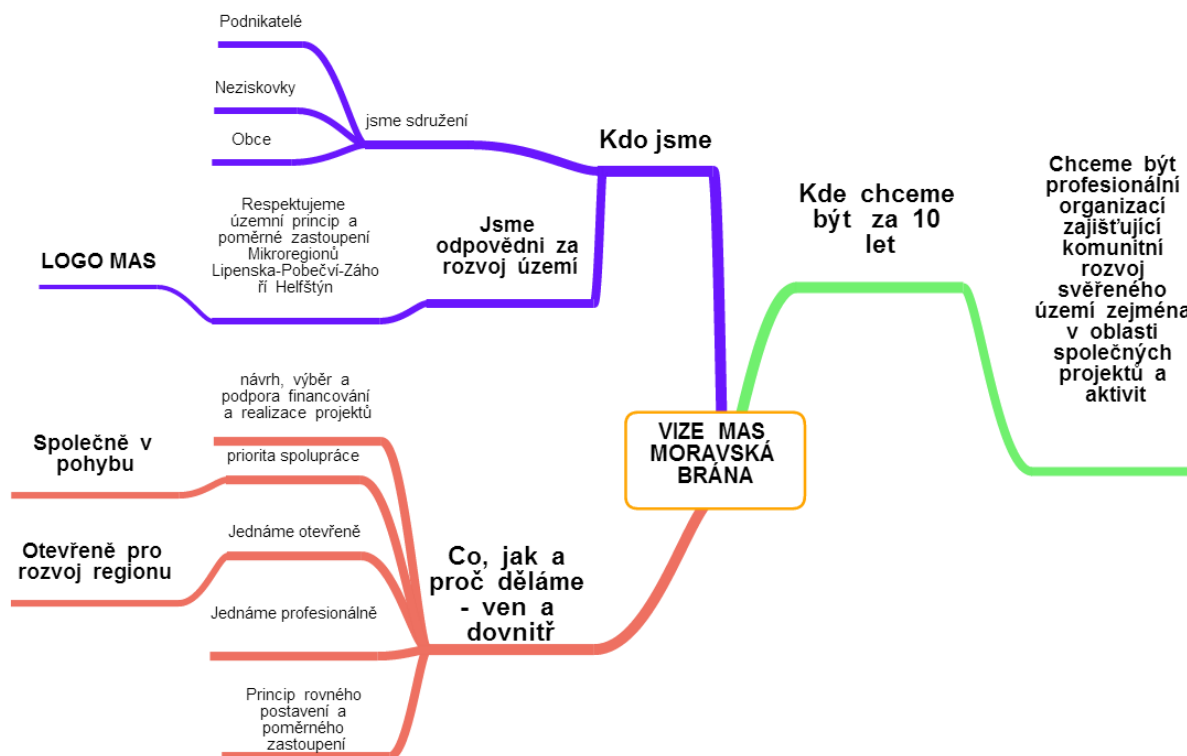 Podnikatelé
Neziskovky
Obce
jsme sdružení
Kdo jsme
Respektujeme
územní princip a
poměrné zastoupení
Mikroregionů
Lipenska-Pobečví-Záho
ří Helfštýn
LOGO MAS
Jsme
odpovědni za
rozvoj území
Kde chceme
být za 10
let
Chceme být
profesionální
organizací
zajišťující
komunitní
rozvoj
svěřeného
území zejména
v oblasti
společných
projektů a
aktivit
VIZE MAS
MORAVSKÁ
BRÁNA
návrh, výběr a
podpora financování
a realizace projektů
Společně v
pohybu
priorita spolupráce
Otevřeně pro
rozvoj regionu
Jednáme otevřeně
Jednáme profesionálně
Co, jak a
proč děláme
- ven a
dovnitř
Princip rovného
postavení a
poměrného
zastoupení